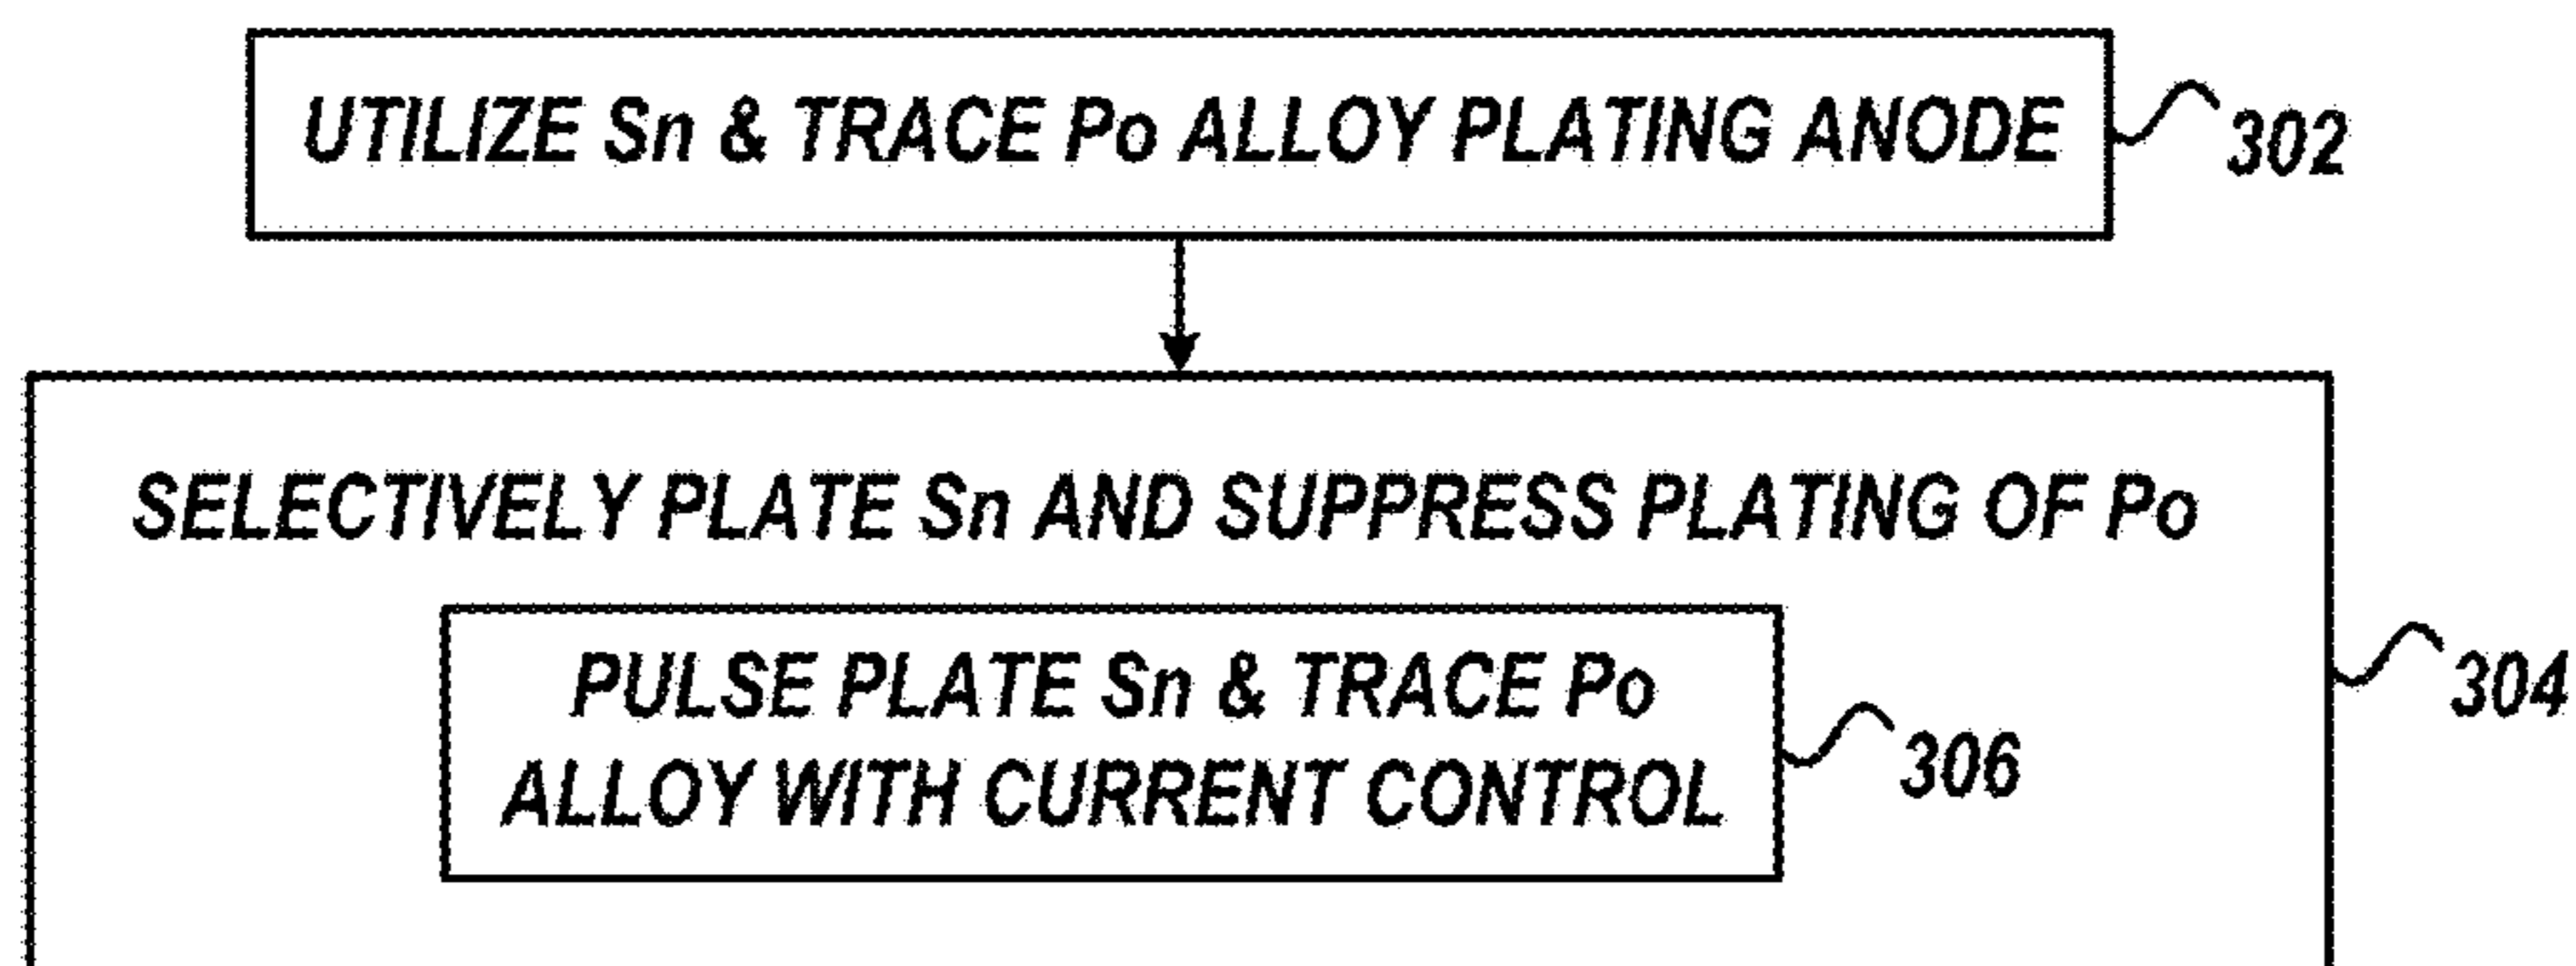 UTILIZE Sn & TRACE Po ALLOY PLATING ANODE
302
SELECTIVELY PLATE Sn AND SUPPRESS PLATING OF Po
PULSE PLATE Sn & TRACE Po
ALLOY WITH CURRENT CONTROL
306
304